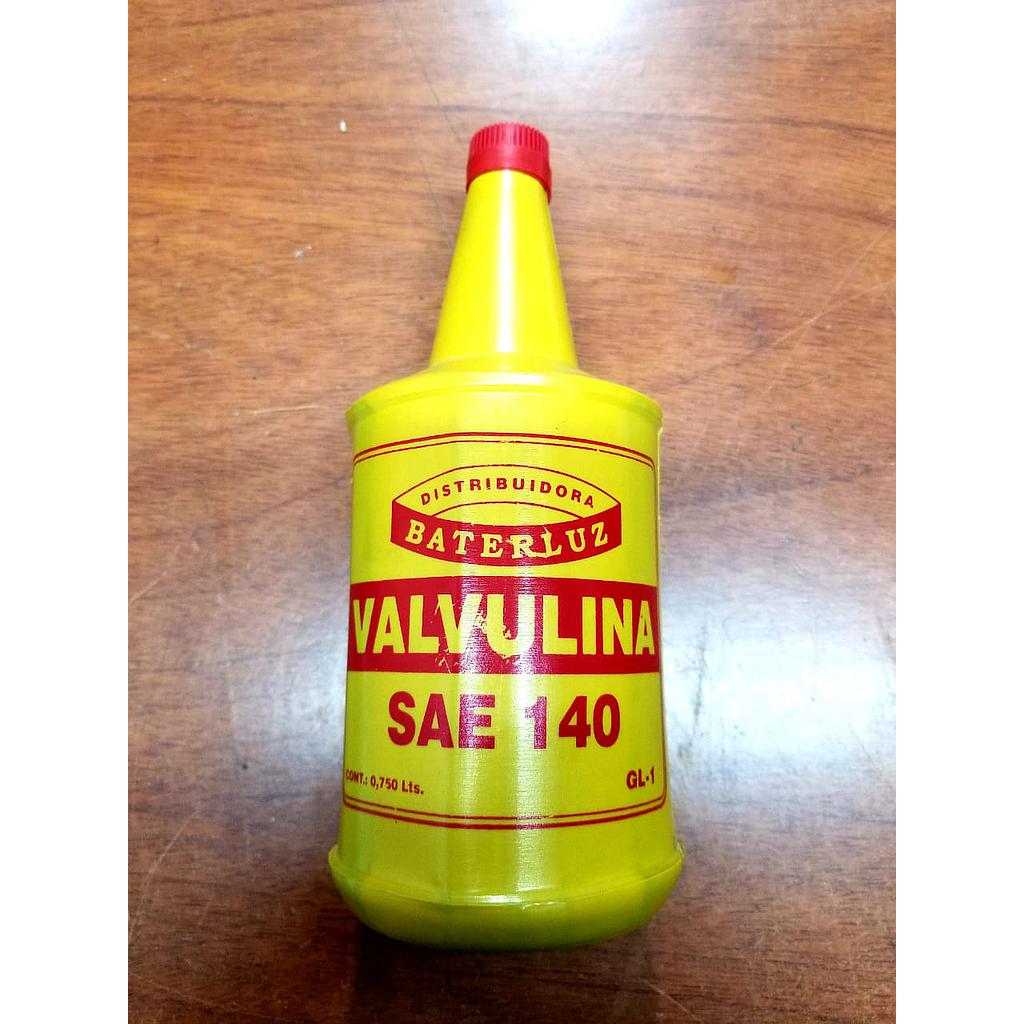 DISTRIBUIDORA
BATERLUZ
VALVULINA
SAE 140
CONT.: 0,750 Lts.
GL-1